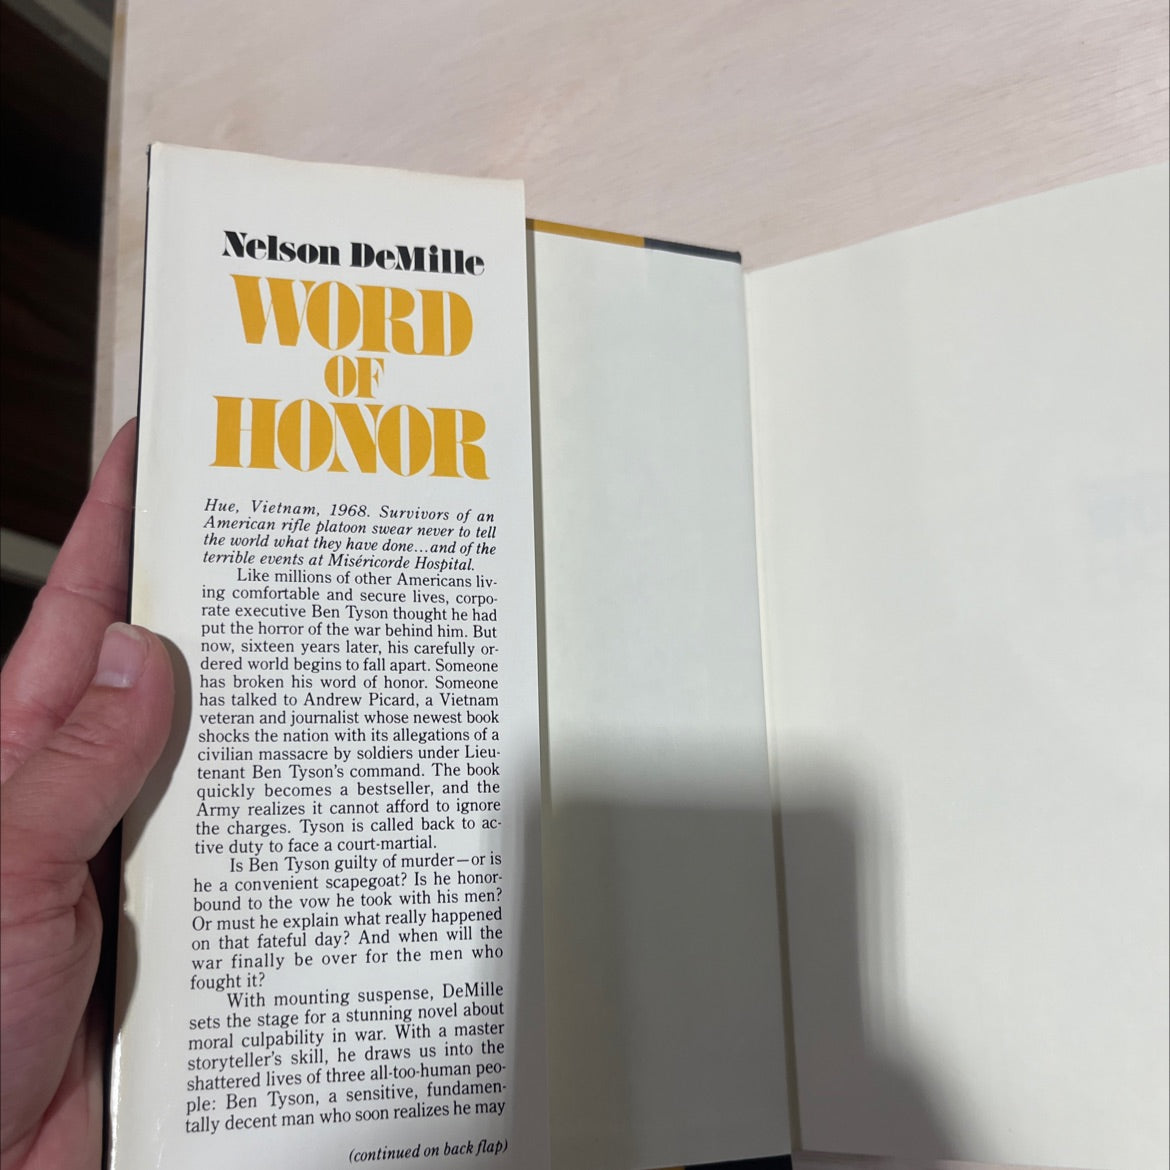 Nelson DeMille
WORD
OF
HONOR
Hue, Vietnam, 1968. Survivors of an
American rifle platoon swear never to tell
the world what they have done...and of the
terrible events at Miséricorde Hospital.
Like millions of other Americans liv-
ing comfortable and secure lives, corpo-
rate executive Ben Tyson thought he had
put the horror of the war behind him. But
now, sixteen years later, his carefully or-
dered world begins to fall apart. Someone
has broken his word of honor. Someone
has talked to Andrew Picard, a Vietnam
veteran and journalist whose newest book
shocks the nation with its allegations of a
civilian massacre by soldiers under Lieu-
tenant Ben Tyson's command. The book
quickly becomes a bestseller, and the
Army realizes it cannot afford to ignore
the charges. Tyson is called back to ac-
tive duty to face a court-martial.
Is Ben Tyson guilty of murder—or is
he a convenient scapegoat? Is he honor-
bound to the vow he took with his men?
Or must he explain what really happened
on that fateful day? And when will the
war finally be over for the men who
fought it?
With mounting suspense, DeMille
sets the stage for a stunning novel about
moral culpability in war. With a master
storyteller's skill, he draws us into the
shattered lives of three all-too-human peo-
ple: Ben Tyson, a sensitive, fundamen-
tally decent man who soon realizes he may
(continued on back flap)